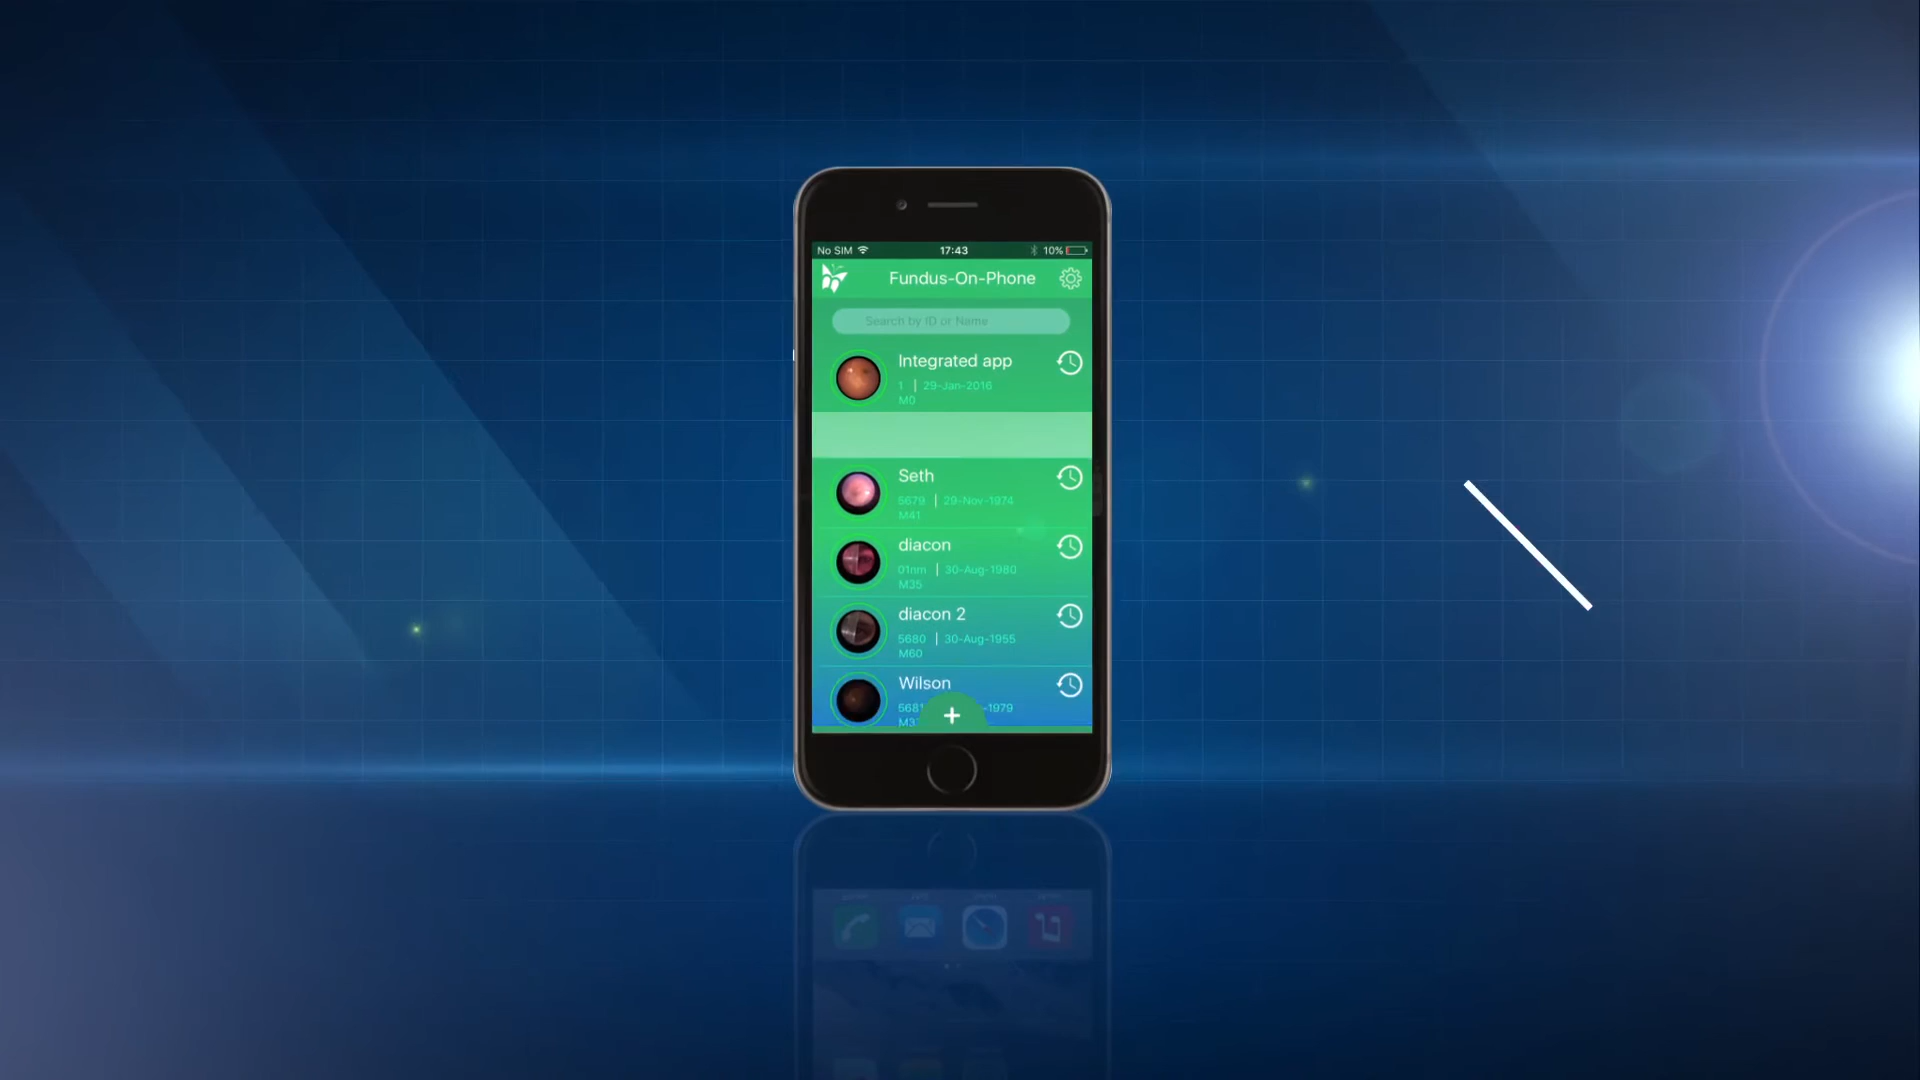 No SIM
17:43
10%
Fundus-On-Phone
Search by ID or Name
Integrated app
1 | 29-Jan-2016
M0
Seth
5679 | 29-Nov-1974
M41
diacon
01nm | 30-Aug-1980
M35
diacon 2
5680 | 30-Aug-1955
M60
Wilson
-1979
+